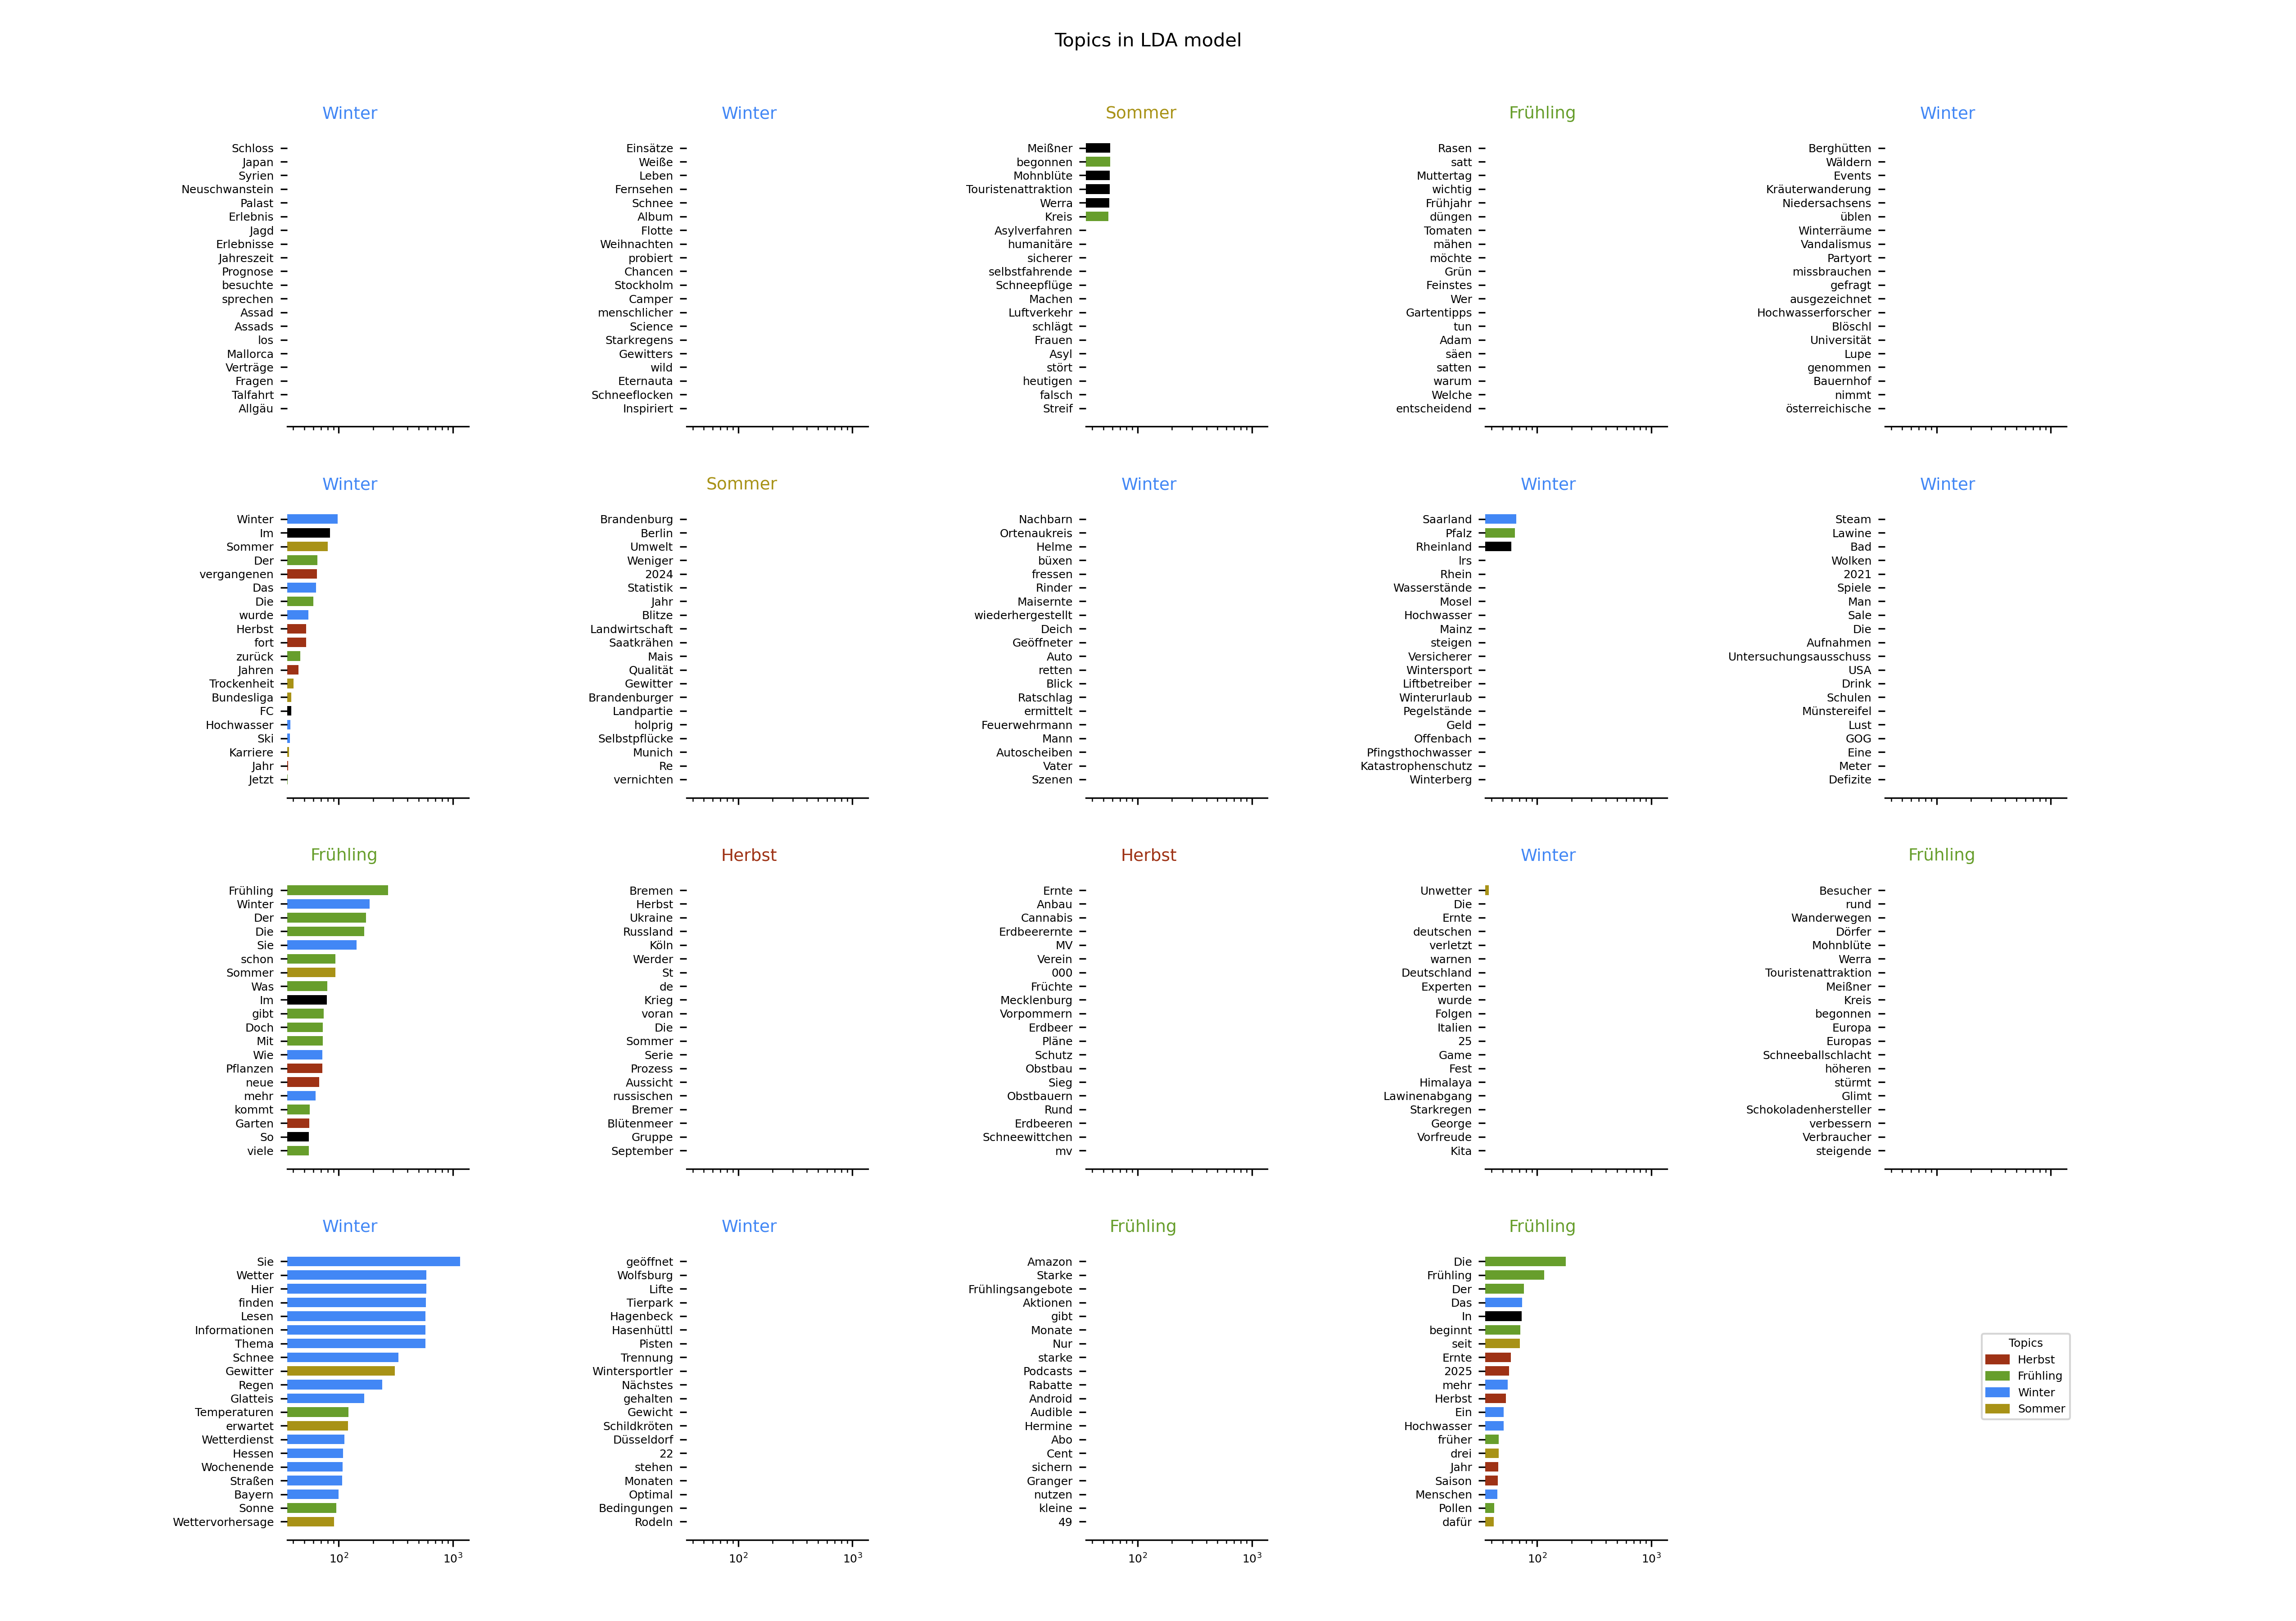 Topics in LDA model
Winter
Schloss
Japan
Syrien
Neuschwanstein
Palast
Erlebnis
Jagd
Erlebnisse
Jahreszeit
Prognose
besuchte
sprechen
Assad
Assads
los
Mallorca
Verträge
Fragen
Talfahrt
Allgäu
Winter
Einsätze
Weiße
Leben
Fernsehen
Schnee
Album
Flotte
Weihnachten
probiert
Chancen
Stockholm
Camper
menschlicher
Science
Starkregens
Gewitters
wild
Eternauta
Schneeflocken
Inspiriert
Sommer
Meißner
begonnen
Mohnblüte
Touristenattraktion
Werra
Kreis
Asylverfahren
humanitäre
sicherer
selbstfahrende
Schneepflüge
Machen
Luftverkehr
schlägt
Frauen
Asyl
stört
heutigen
falsch
Streif
Frühling
Rasen
satt
Muttertag
wichtig
Frühjahr
düngen
Tomaten
mähen
möchte
Grün
Feinstes
Wer
Gartentipps
tun
Adam
säen
satten
warum
Welche
entscheidend
Winter
Berghütten
Wäldern
Events
Kräuterwanderung
Niedersachsens
üblen
Winterräume
Vandalismus
Partyort
missbrauchen
gefragt
ausgezeichnet
Hochwasserforscher
Blöschl
Universität
Lupe
genommen
Bauernhof
nimmt
österreichische
Winter
Winter
Im
Sommer
Der
vergangenen
Das
Die
wurde
Herbst
fort
zurück
Jahren
Trockenheit
Bundesliga
FC
Hochwasser
Ski
Karriere
Jahr
Jetzt
Sommer
Brandenburg
Berlin
Umwelt
Weniger
2024
Statistik
Jahr
Blitze
Landwirtschaft
Saatkrähen
Mais
Qualität
Gewitter
Brandenburger
Landpartie
holprig
Selbstpflücke
Munich
Re
vernichten
Winter
Nachbarn
Ortenaukreis
Helme
büxen
fressen
Rinder
Maisernte
wiederhergestellt
Deich
Geöffneter
Auto
retten
Blick
Ratschlag
ermittelt
Feuerwehrmann
Mann
Autoscheiben
Vater
Szenen
Winter
Saarland
Pfalz
Rheinland
Irs
Rhein
Wasserstände
Mosel
Hochwasser
Mainz
steigen
Versicherer
Wintersport
Liftbetreiber
Winterurlaub
Pegelstände
Geld
Offenbach
Pfingsthochwasser
Katastrophenschutz
Winterberg
Winter
Steam
Lawine
Bad
Wolken
2021
Spiele
Man
Sale
Die
Aufnahmen
Untersuchungsausschuss
USA
Drink
Schulen
Münstereifel
Lust
GOG
Eine
Meter
Defizite
Frühling
Frühling
Winter
Der
Die
Sie
schon
Sommer
Was
Im
gibt
Doch
Mit
Wie
Pflanzen
neue
mehr
kommt
Garten
So
viele
Herbst
Bremen
Herbst
Ukraine
Russland
Köln
Werder
St
de
Krieg
voran
Die
Sommer
Serie
Prozess
Aussicht
russischen
Bremer
Blütenmeer
Gruppe
September
Herbst
Ernte
Anbau
Cannabis
Erdbeerernte
MV
Verein
000
Früchte
Mecklenburg
Vorpommern
Erdbeer
Pläne
Schutz
Obstbau
Sieg
Obstbauern
Rund
Erdbeeren
Schneewittchen
mv
Winter
Unwetter
Die
Ernte
deutschen
verletzt
warnen
Deutschland
Experten
wurde
Folgen
Italien
25
Game
Fest
Himalaya
Lawinenabgang
Starkregen
George
Vorfreude
Kita
Frühling
Besucher
rund
Wanderwegen
Dörfer
Mohnblüte
Werra
Touristenattraktion
Meißner
Kreis
begonnen
Europa
Europas
Schneeballschlacht
höheren
stürmt
Glimt
Schokoladenhersteller
verbessern
Verbraucher
steigende
Winter
Sie
Wetter
Hier
finden
Lesen
Informationen
Thema
Schnee
Gewitter
Regen
Glatteis
Temperaturen
erwartet
Wetterdienst
Hessen
Wochenende
Straßen
Bayern
Sonne
Wettervorhersage
10² 10³
Winter
geöffnet
Wolfsburg
Lifte
Tierpark
Hagenbeck
Hasenhüttl
Pisten
Trennung
Wintersportler
Nächstes
gehalten
Gewicht
Schildkröten
Düsseldorf
22
stehen
Monaten
Optimal
Bedingungen
Rodeln
10² 10³
Frühling
Amazon
Starke
Frühlingsangebote
Aktionen
gibt
Monate
Nur
starke
Podcasts
Rabatte
Android
Audible
Hermine
Abo
Cent
sichern
Granger
nutzen
kleine
49
10² 10³
Frühling
Die
Frühling
Der
Das
In
beginnt
seit
Ernte
2025
mehr
Herbst
Ein
Hochwasser
früher
drei
Jahr
Saison
Menschen
Pollen
dafür
10² 10³
Topics
Herbst
Frühling
Winter
Sommer